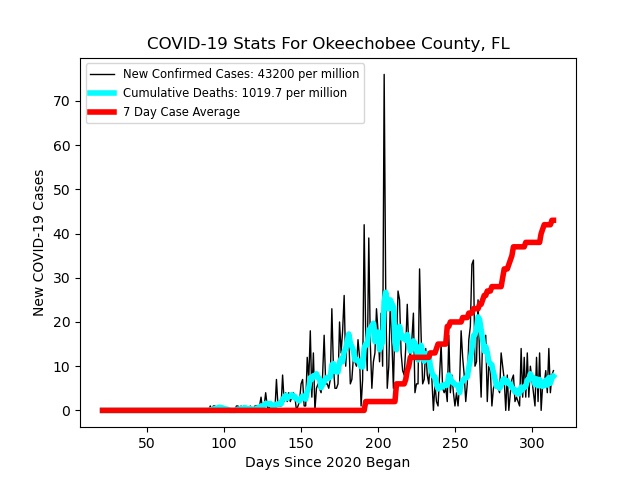 COVID-19 Stats For Okeechobee County, FL
New Confirmed Cases: 43200 per million
Cumulative Deaths: 1019.7 per million
7 Day Case Average
New COVID-19 Cases
70
60
50
40
30
20
10
0
50 100 150 200 250 300
Days Since 2020 Began